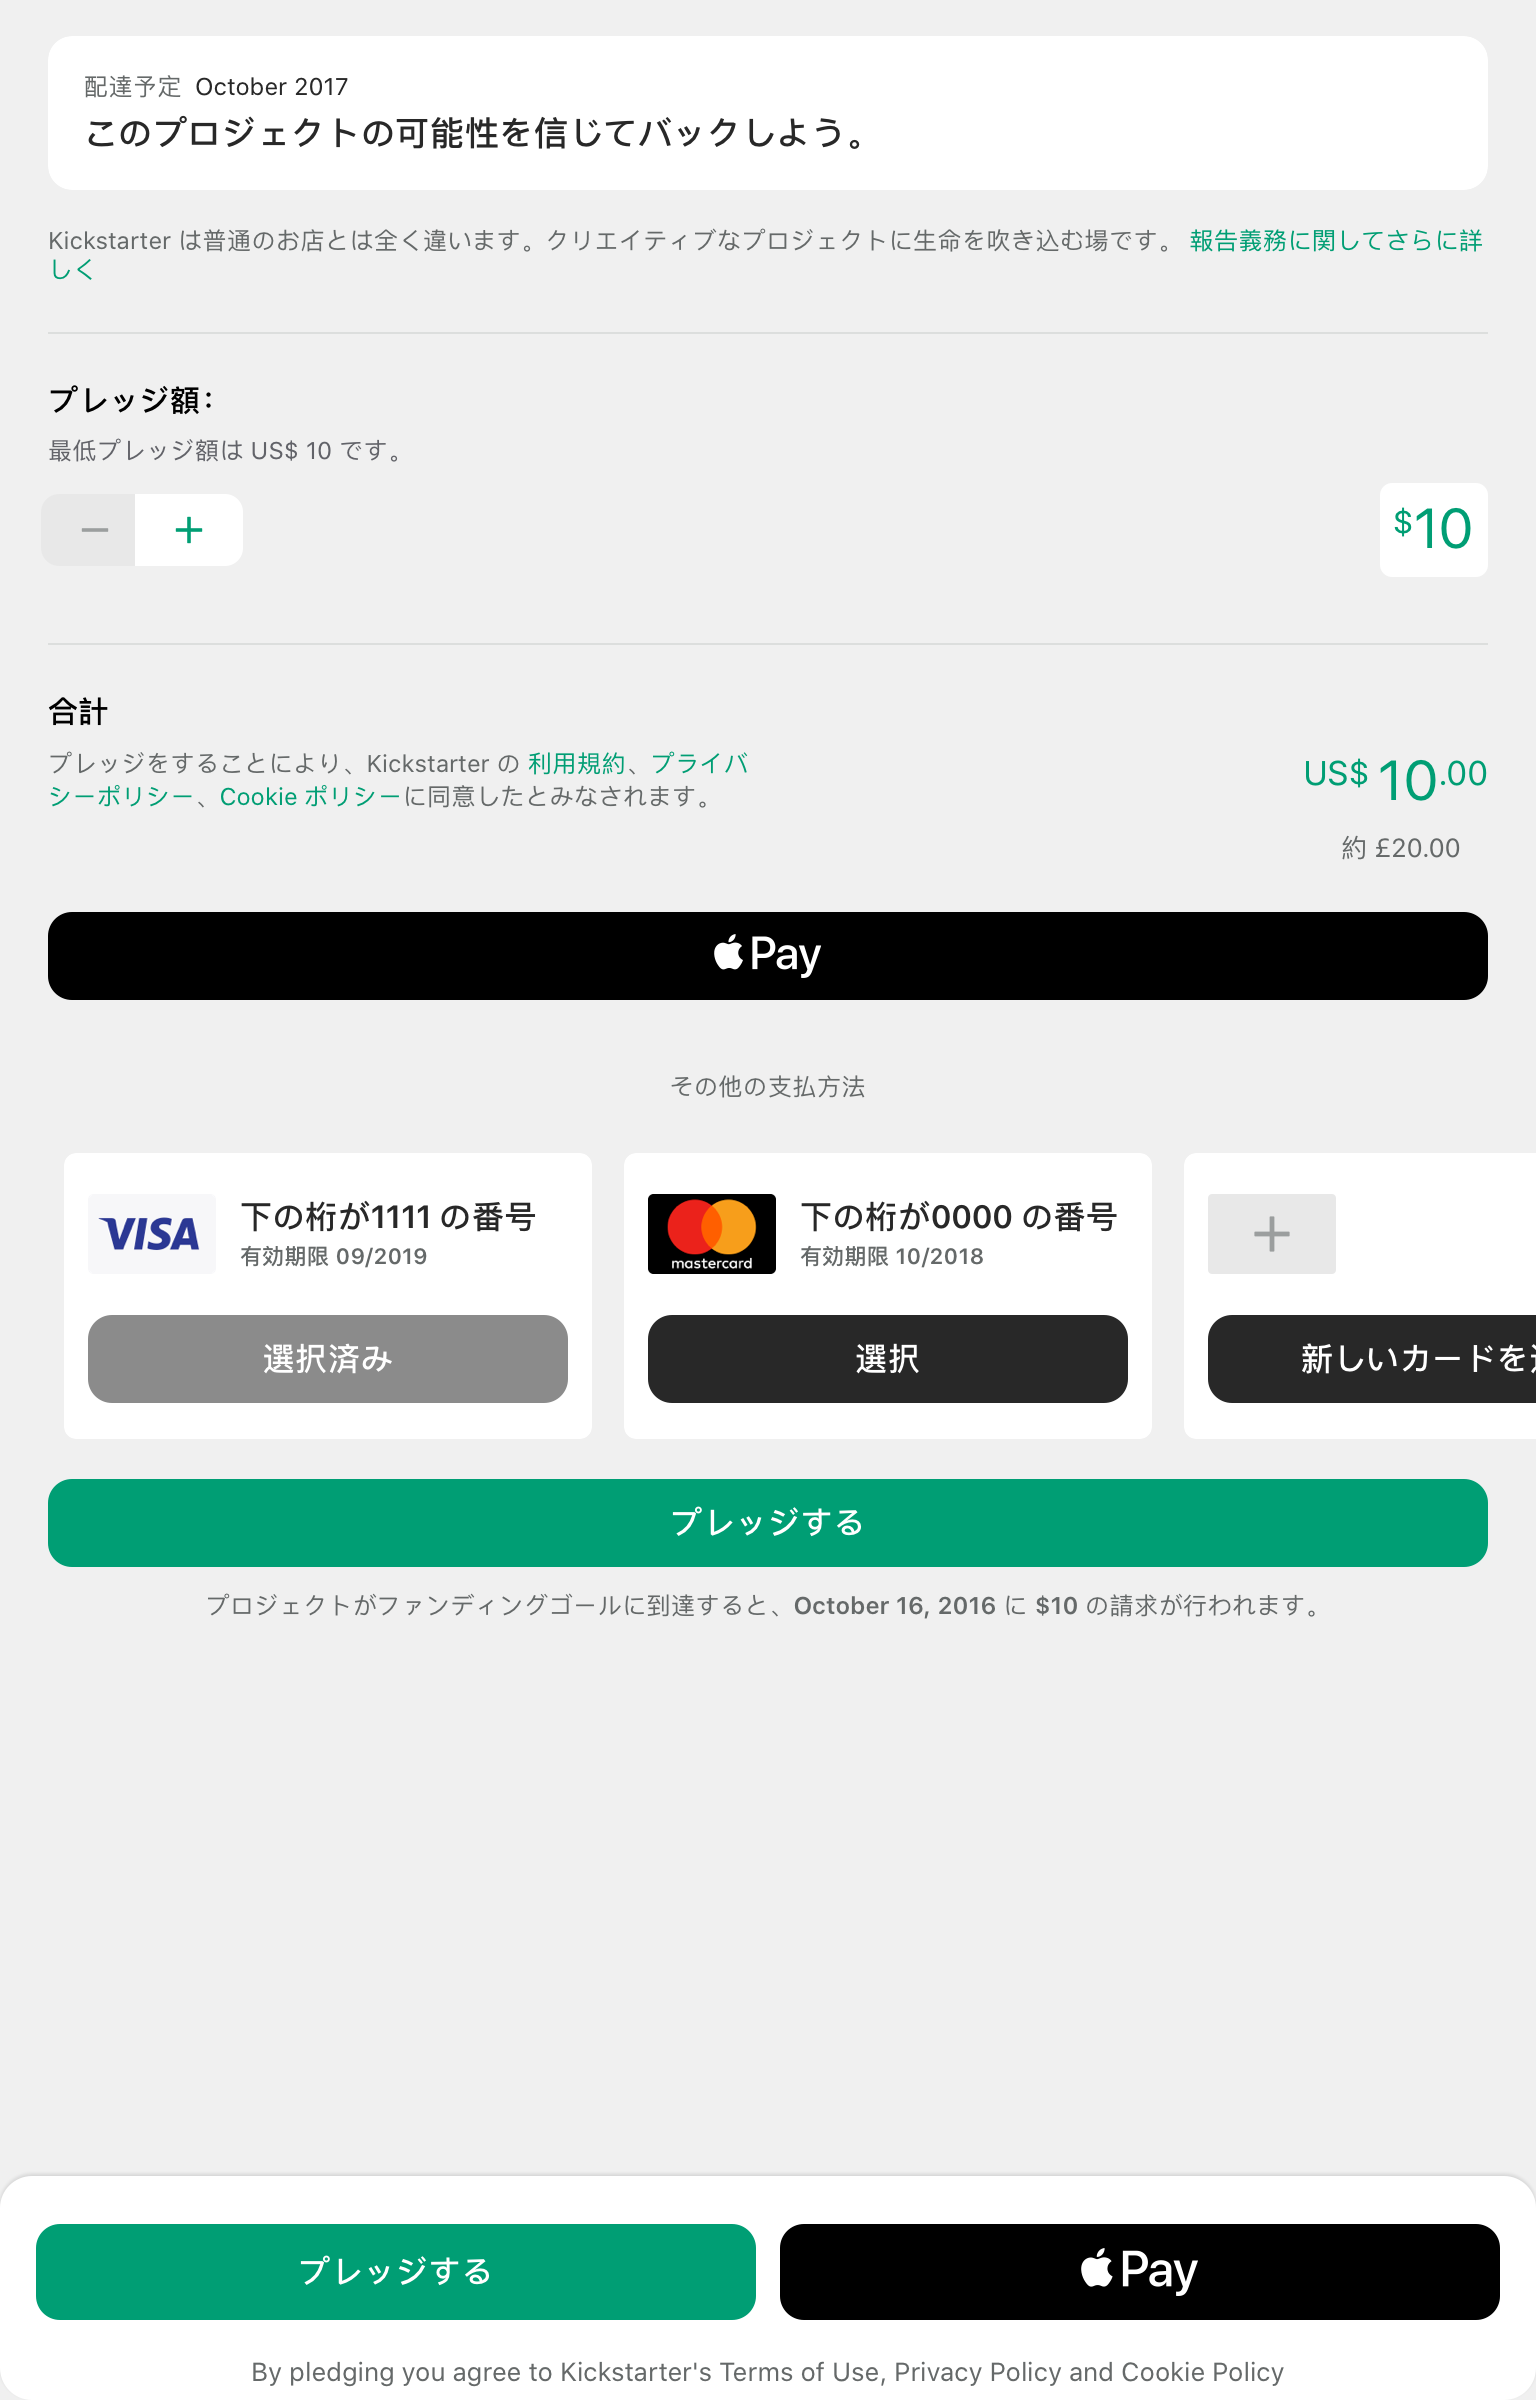 配達予定 October 2017
このプロジェクトの可能性を信じてバックしよう。
Kickstarter は普通のお店とは全く違います。クリエイティブなプロジェクトに生命を吹き込む場です。 報告義務に関してさらに詳
しく
プレッジ額：
最低プレッジ額は US$ 10 です。
− +
$10
合計
プレッジをすることにより、Kickstarter の 利用規約、プライバ
シーポリシー、Cookie ポリシーに同意したとみなされます。
US$ 10.00
約 £20.00
Pay
その他の支払方法
VISA
下の桁が1111 の番号
有効期限 09/2019
選択済み
mastercard
下の桁が0000 の番号
有効期限 10/2018
選択
+
新しいカードを
プレッジする
プロジェクトがファンディングゴールに到達すると、October 16, 2016 に $10 の請求が行われます。
プレッジする
Pay
By pledging you agree to Kickstarter's Terms of Use, Privacy Policy and Cookie Policy